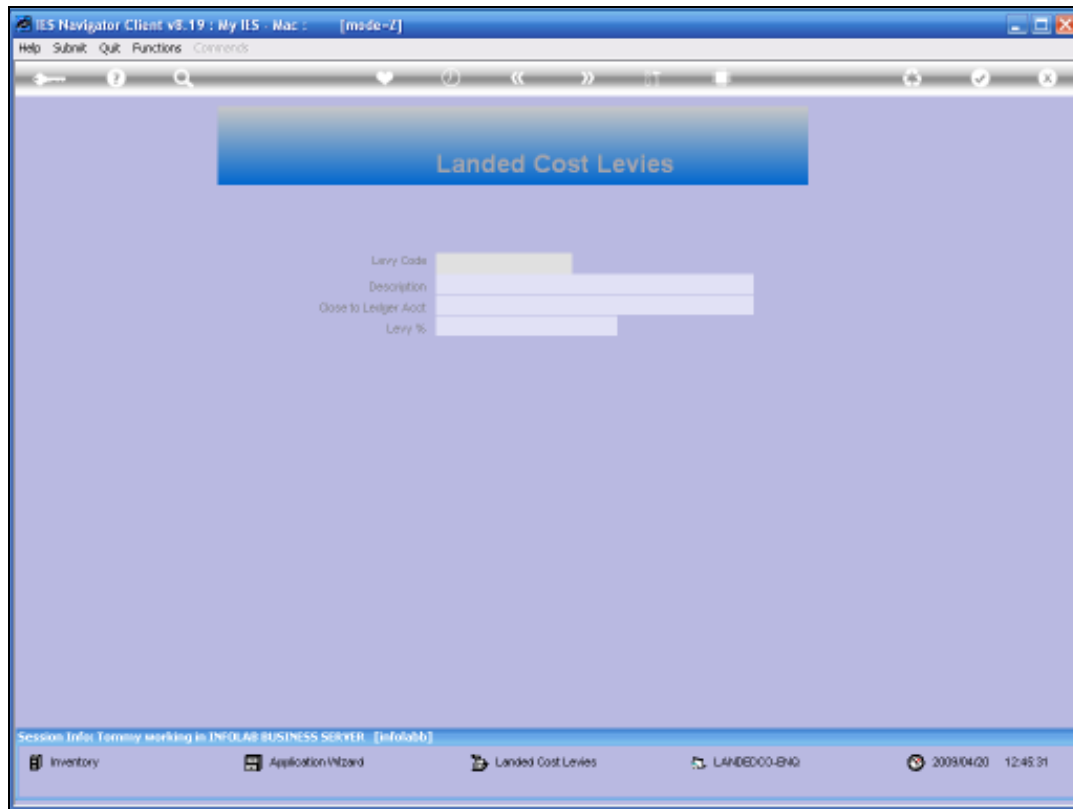 IES Navigator Client v8.19 : My IES - Mac : [mode=Z]
Help Submit Quit Functions Commends
Landed Cost Levies
Levy Code
Description
Close to Ledger Acct
Levy %
Session Info: Tommy working in INFOLAB BUSINESS SERVER [infolabb]
Inventory Application Wizard Landed Cost Levies LANDEDCO-ENQ 2009/04/20 12:45:31